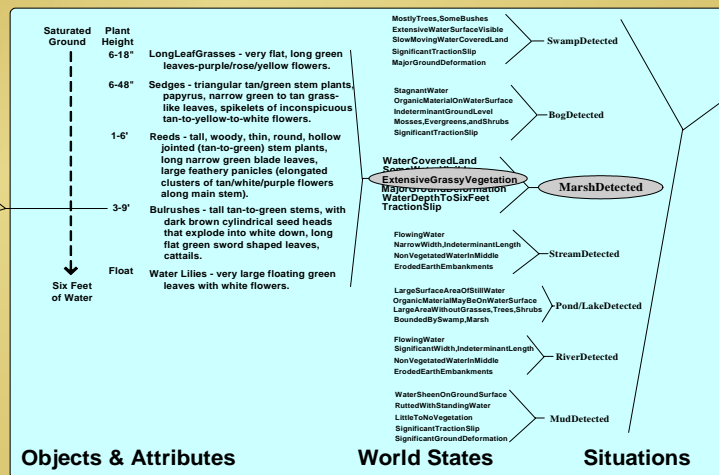 Saturated
Ground
Plant
Height
6-18"
LongLeafGrasses - very flat, long green
leaves-purple/rose/yellow flowers.
6-48"
Sedges - triangular tan/green stem plants,
papyrus, narrow green to tan grass-
like leaves, spikelets of inconspicuous
tan-to-yellow-to-white flowers.
1-6'
Reeds - tall, woody, thin, round, hollow
jointed (tan-to-green) stem plants,
long narrow green blade leaves,
large feathery panicles (elongated
clusters of tan/white/purple flowers
along main stem).
3-9'
Bulrushes - tall tan-to-green stems, with
dark brown cylindrical seed heads
that explode into white down, long
flat green sword shaped leaves,
cattails.
Float
Water Lilies - very large floating green
leaves with white flowers.
Six Feet
of Water
MostlyTrees,SomeBushes
ExtensiveWaterSurfaceVisible
SlowMovingWaterCoveredLand
SignificantTractionSlip
MajorGroundDeformation
SwampDetected
StagnantWater
OrganicMaterialOnWaterSurface
IndeterminantGroundLevel
Mosses,Evergreens,andShrubs
SignificantTractionSlip
BogDetected
WaterCoveredLand
ExtensiveGrassyVegetation
MajorGroundDeformation
WaterDepthToSixFeet
TractionSlip
MarshDetected
FlowingWater
NarrowWidth,IndeterminantLength
NonVegetatedWaterInMiddle
ErodedEarthEmbankments
StreamDetected
LargeSurfaceAreaOfStillWater
OrganicMaterialMayBeOnWaterSurface
LargeAreaWithoutGrasses,Trees,Shrubs
BoundedBySwamp,Marsh
Pond/LakeDetected
FlowingWater
SignificantWidth,IndeterminantLength
NonVegetatedWaterInMiddle
ErodedEarthEmbankments
RiverDetected
WaterSheenOnGroundSurface
RuttedWithStandingWater
LittleToNoVegetation
SignificantTractionSlip
SignificantGroundDeformation
MudDetected
Objects & Attributes
World States
Situations